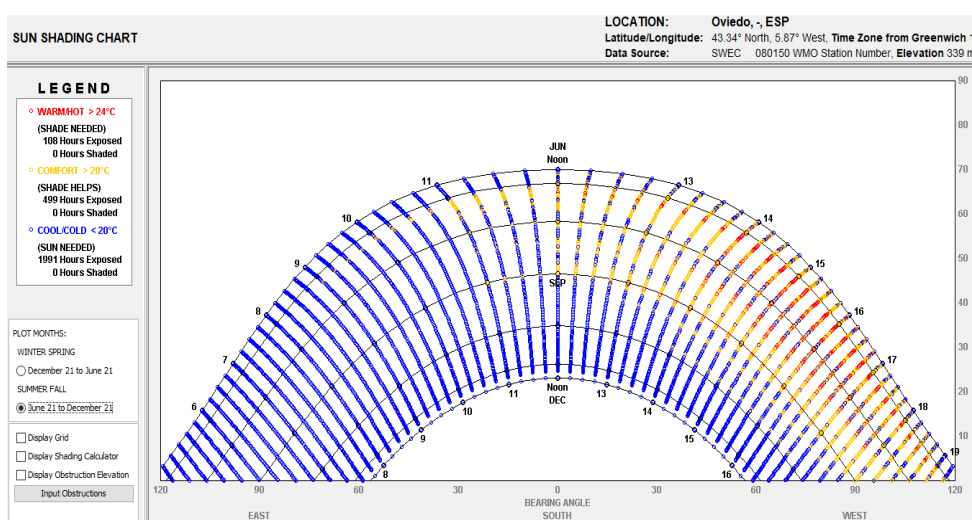 SUN SHADING CHART
LOCATION: Oviedo, -, ESP
Latitude/Longitude: 43.34° North, 5.87° West, Time Zone from Greenwich 1
Data Source: SWEC 080150 WMO Station Number, Elevation 339 m
LEGEND
WARM/HOT > 24°C
(SHADE NEEDED)
108 Hours Exposed
0 Hours Shaded
COMFORT > 20°C
(SHADE HELPS)
499 Hours Exposed
0 Hours Shaded
COOL/COLD < 20°C
(SUN NEEDED)
1991 Hours Exposed
0 Hours Shaded
PLOT MONTHS:
WINTER SPRING
December 21 to June 21
SUMMER FALL
June 21 to December 21
Display Grid
Display Shading Calculator
Display Obstruction Elevation
Input Obstructions
90
80
70
60
50
40
30
20
10
JUN
Noon
11
13
10
14
9
15
8
16
7
17
6
18
19
SEP
Noon
DEC
11
13
10
14
9
15
8
16
120 90 60 30 0 30 60 90 120
BEARING ANGLE
EAST SOUTH WEST